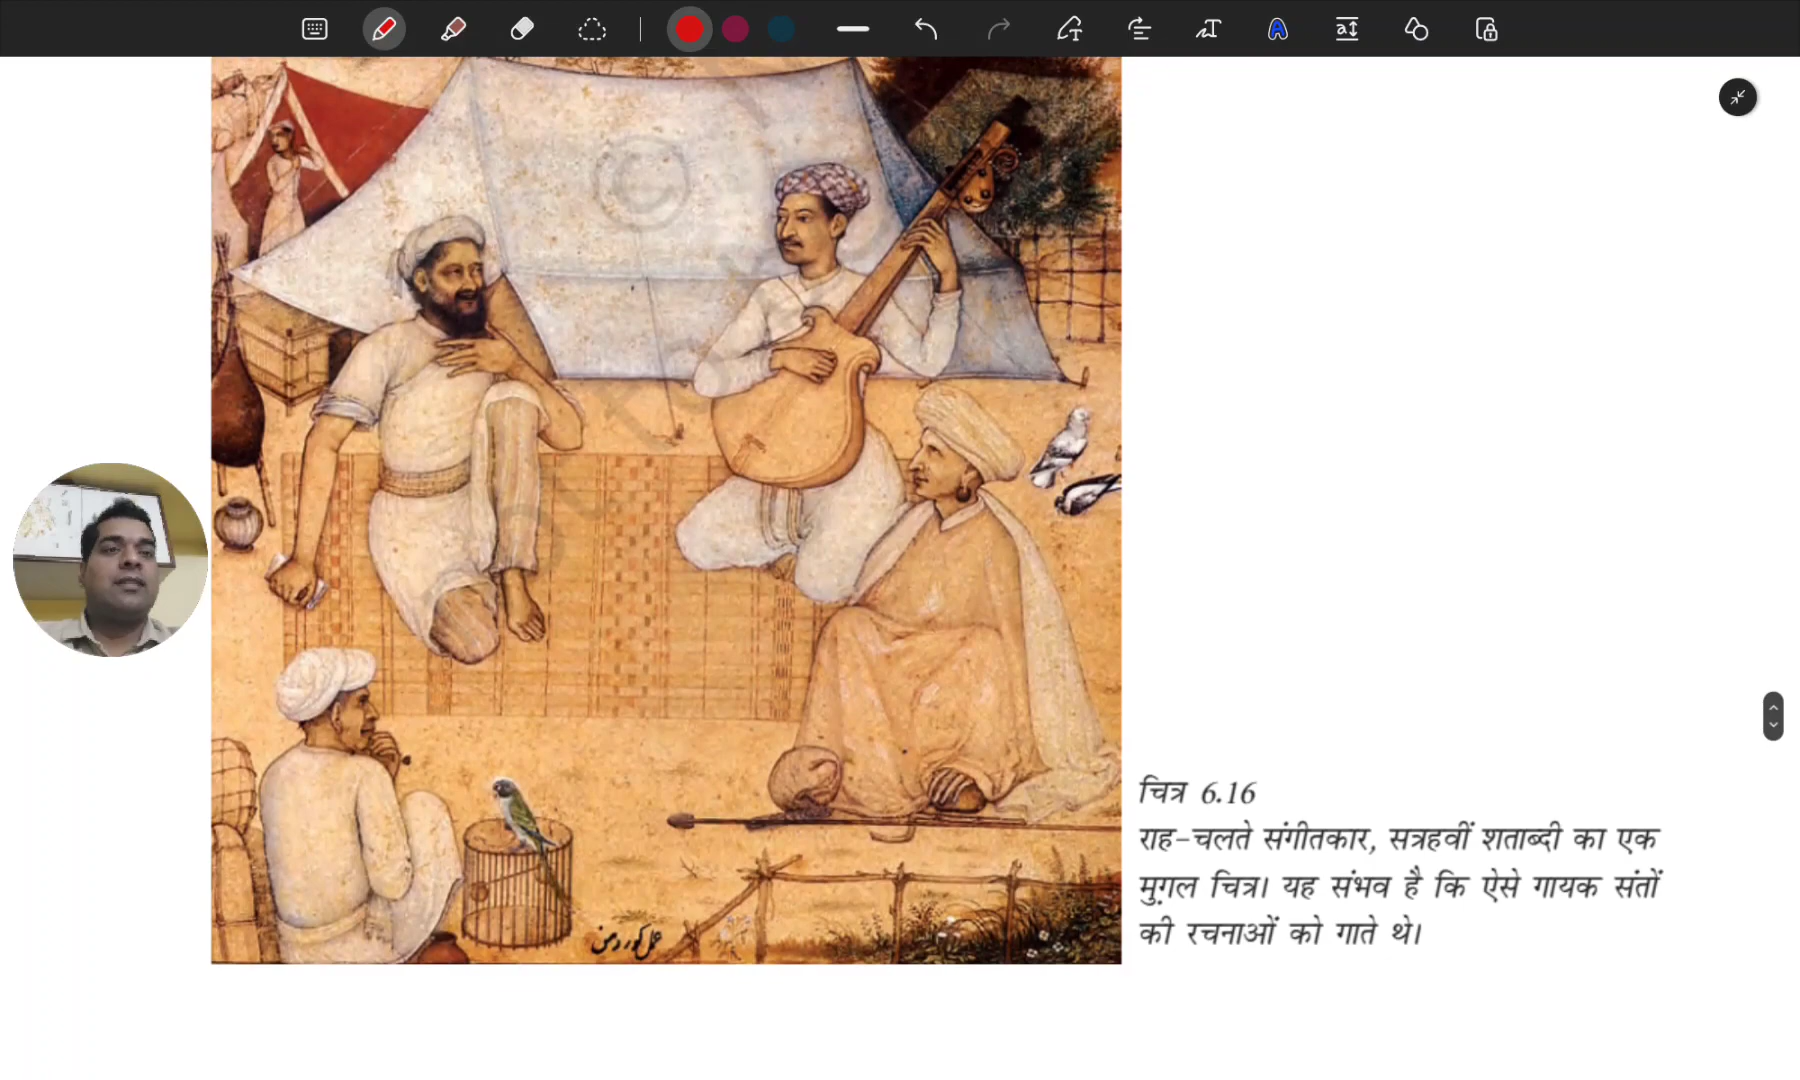 चित्र 6.16
राह-चलते संगीतकार, सत्रहवीं शताब्दी का एक
मुग़ल चित्र। यह संभव है कि ऐसे गायक संतों
की रचनाओं को गाते थे।